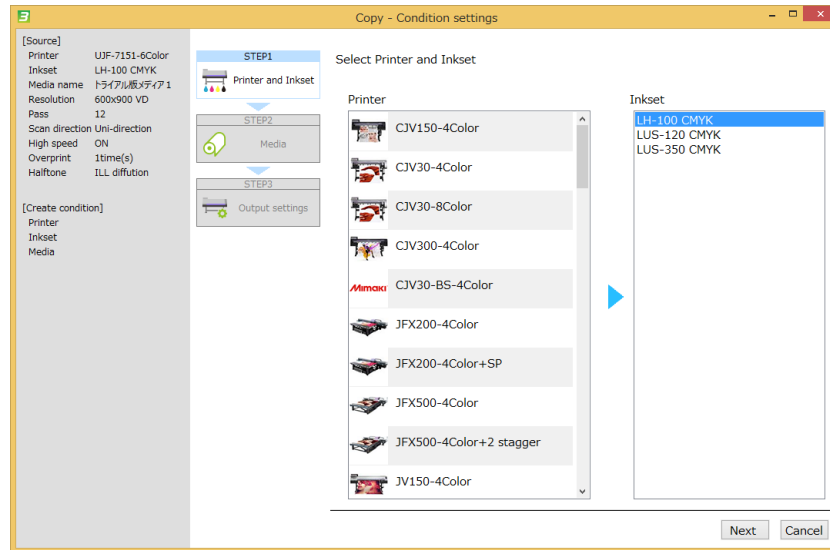 Copy - Condition settings
[Source]
Printer UJF-7151-6Color
Inkset LH-100 CMYK
Media name トライアル版メディア1
Resolution 600x900 VD
Pass 12
Scan direction Uni-direction
High speed ON
Overprint 1time(s)
Halftone ILL diffution
[Create condition]
Printer
Inkset
Media
STEP1
Printer and Inkset
STEP2
Media
STEP3
Output settings
Select Printer and Inkset
Printer
CJV150-4Color
CJV30-4Color
CJV30-8Color
CJV300-4Color
Mimaki CJV30-BS-4Color
JFX200-4Color
JFX200-4Color+SP
JFX500-4Color
JFX500-4Color+2 stagger
JV150-4Color
Inkset
LH-100 CMYK
LUS-120 CMYK
LUS-350 CMYK
Next Cancel